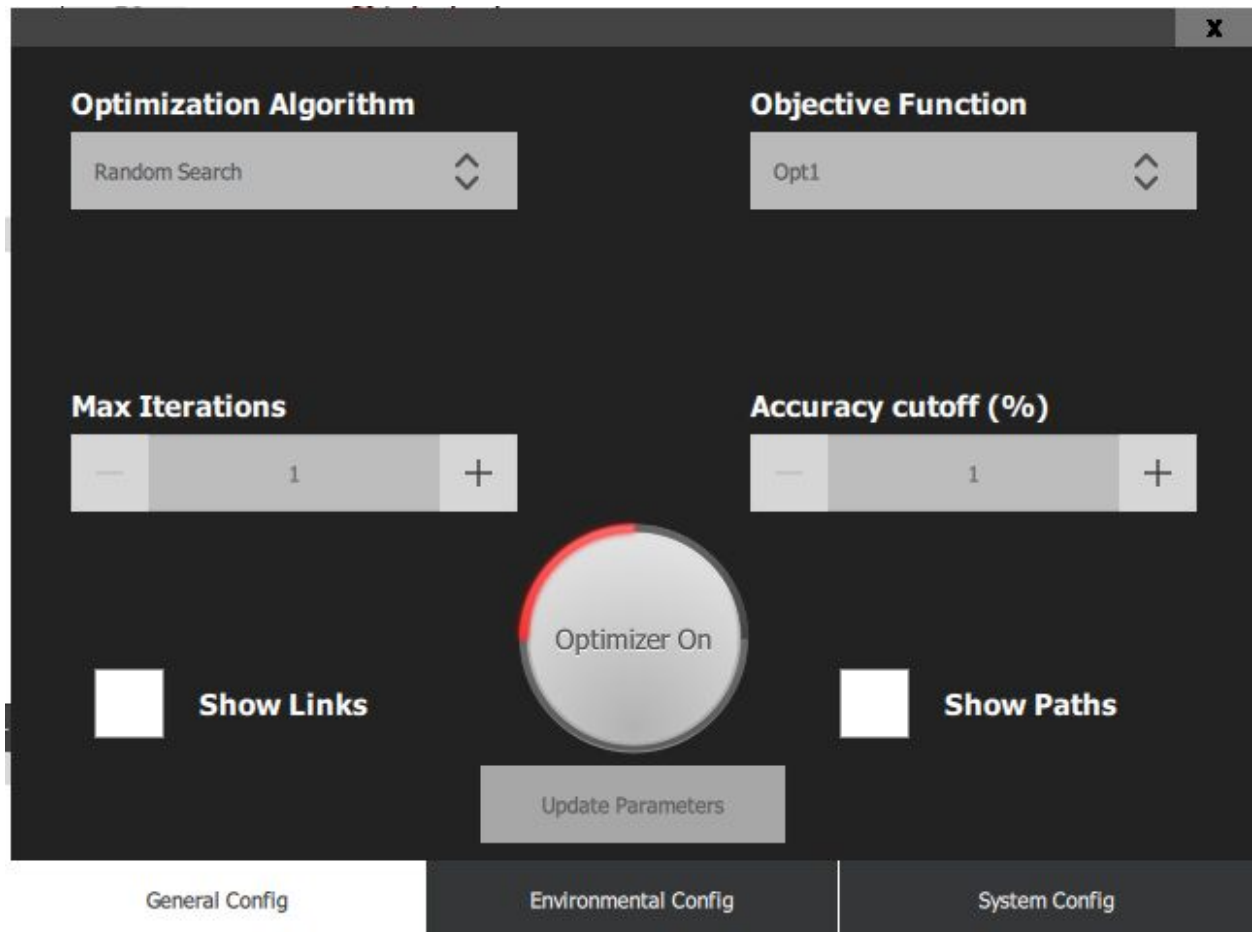 X
Optimization Algorithm
Objective Function
Random Search
Opt1
Max Iterations
Accuracy cutoff (%)
— 1 +
— 1 +
Optimizer On
Show Links
Show Paths
Update Parameters
General Config
Environmental Config
System Config